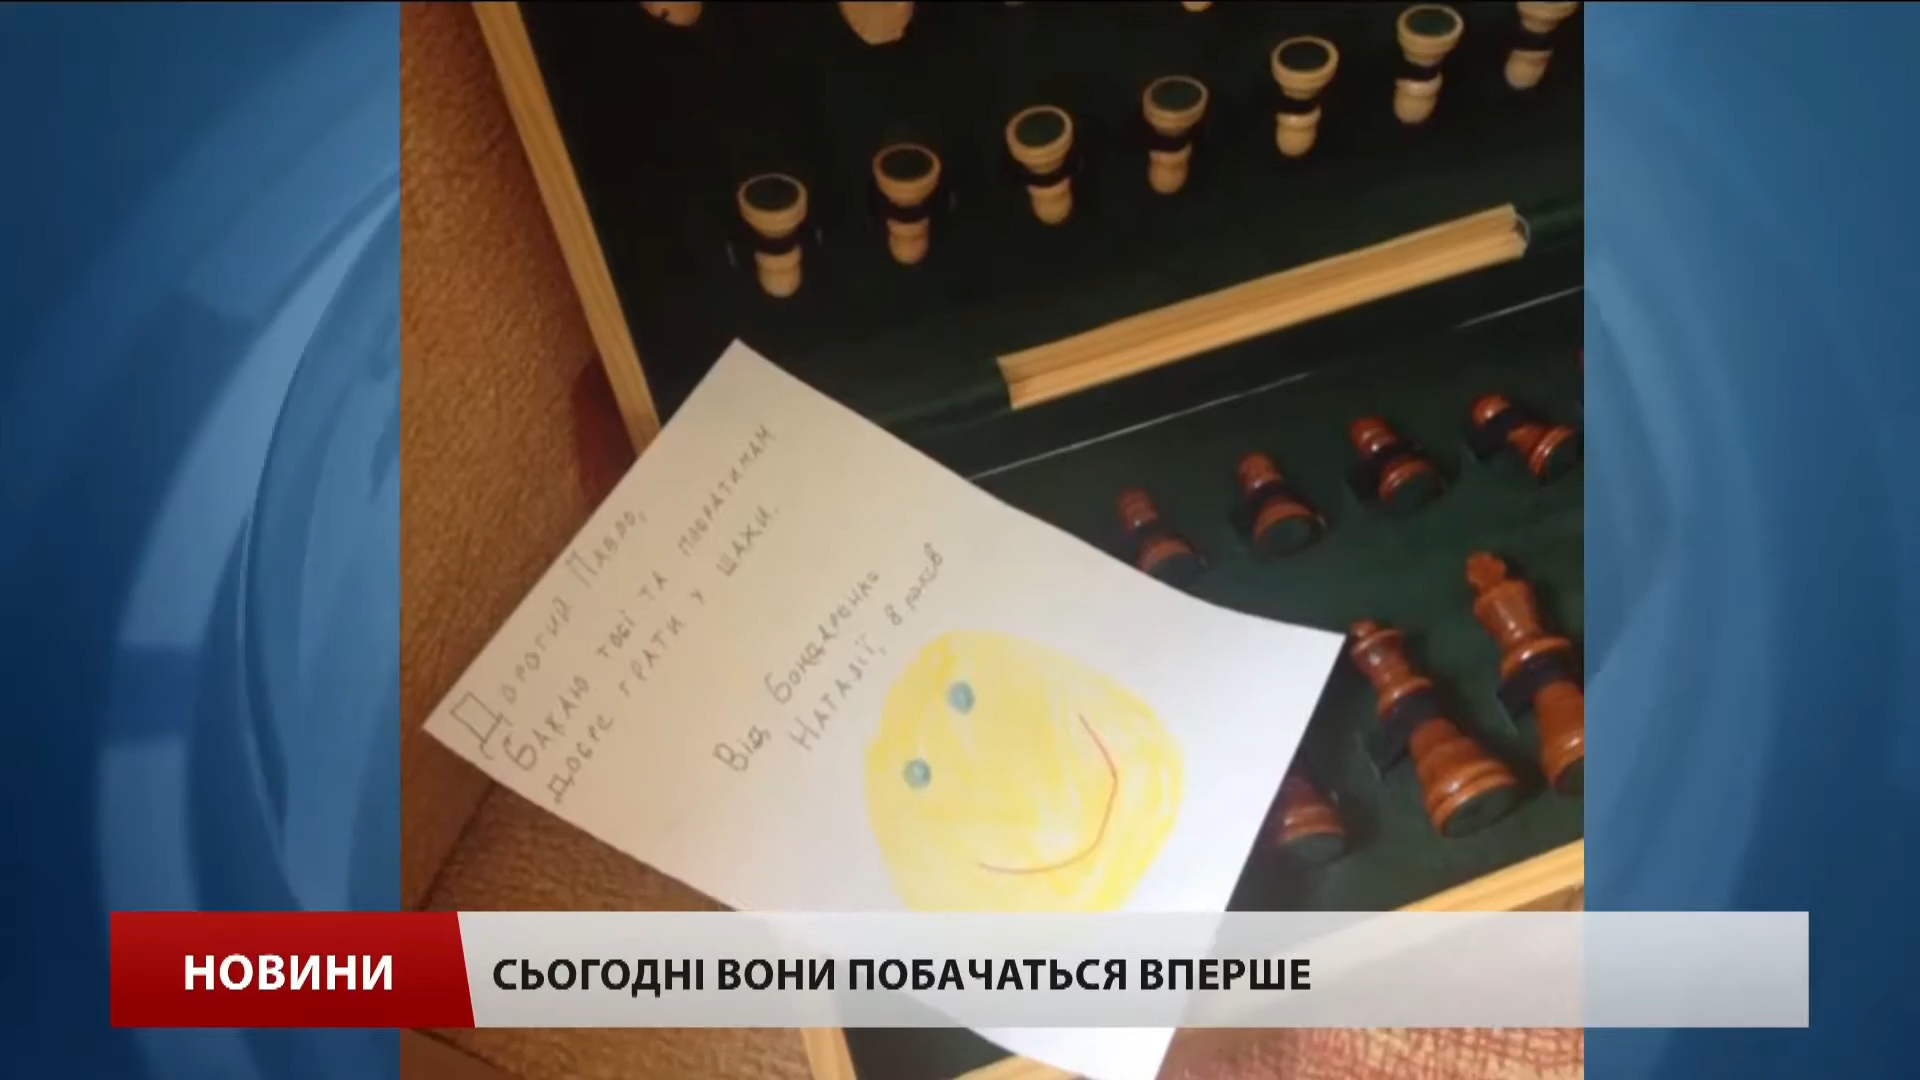 Дорогий Павло,
бажаю тобі та побратимам
добре грати у шахи.
Від Бондаренко
Наталії, 8 років
НОВИНИ
СЬОГОДНІ ВОНИ ПОБАЧАТЬСЯ ВПЕРШЕ